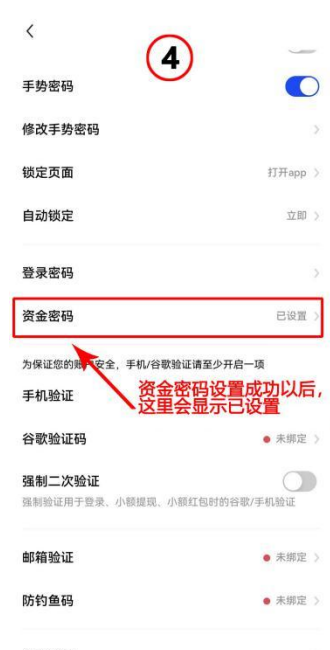 4
手势密码
修改手势密码
锁定页面 打开app
自动锁定 立即
登录密码
资金密码 已设置
为保证您的账户安全，手机/谷歌验证请至少开启一项
手机验证
资金密码设置成功以后，
这里会显示已设置
谷歌验证码 未绑定
强制二次验证
强制验证用于登录、小额提现、小额红包时的谷歌/手机验证
邮箱验证 未绑定
防钓鱼码 未绑定